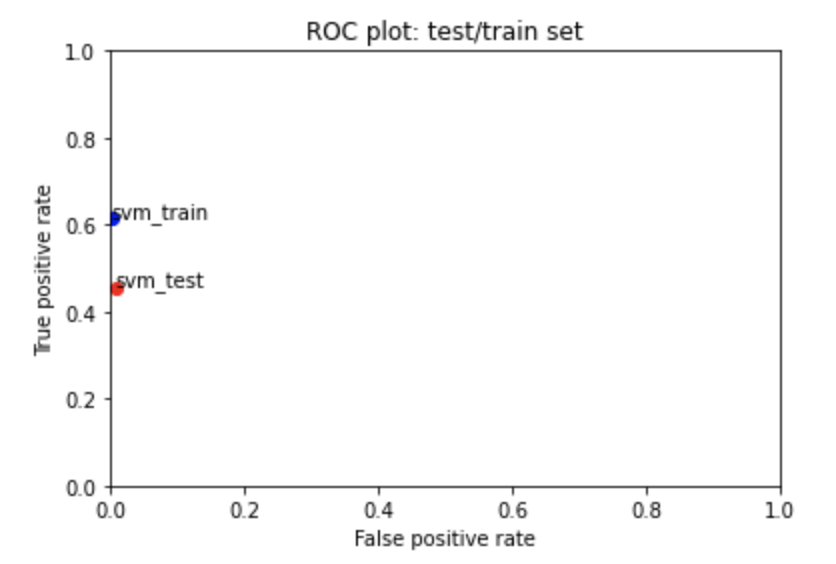 ROC plot: test/train set
1.0
0.8
svm_train
0.6
svm_test
0.4
0.2
0.0
True positive rate
0.0 0.2 0.4 0.6 0.8 1.0
False positive rate